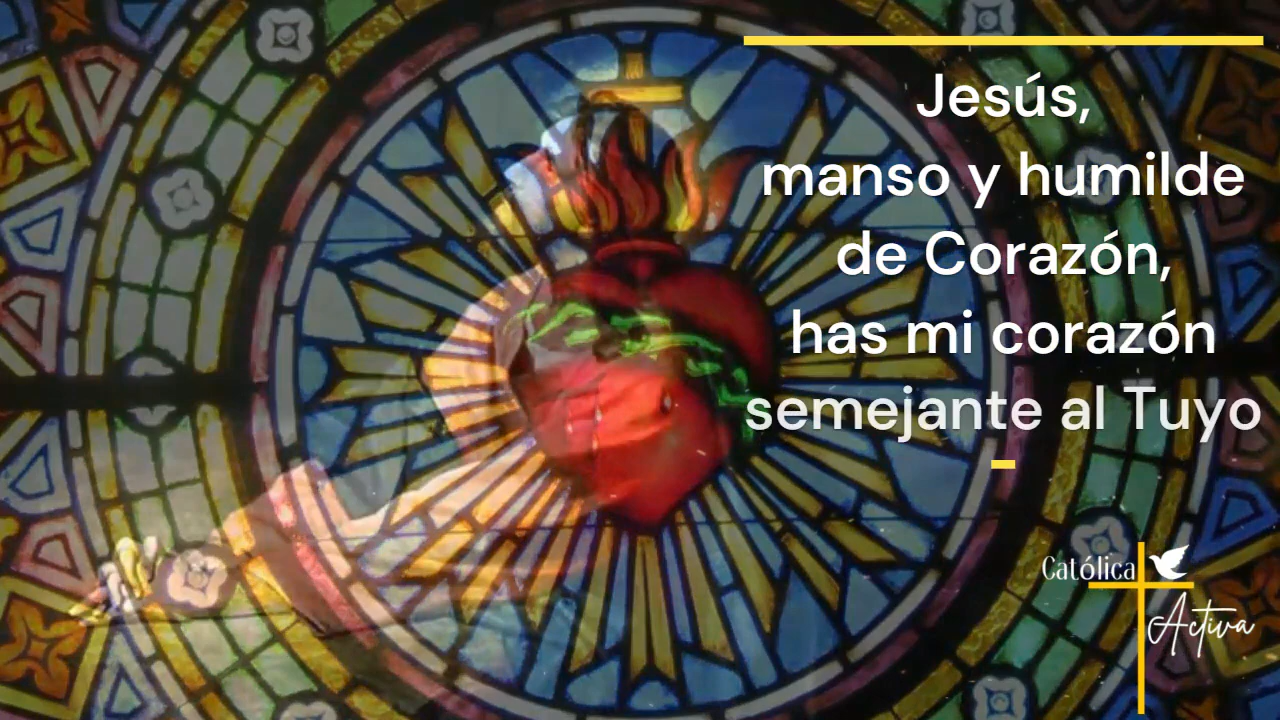 Jesús,
manso y humilde
de Corazón,
has mi corazón
semejante al Tuyo
Católica
Activa